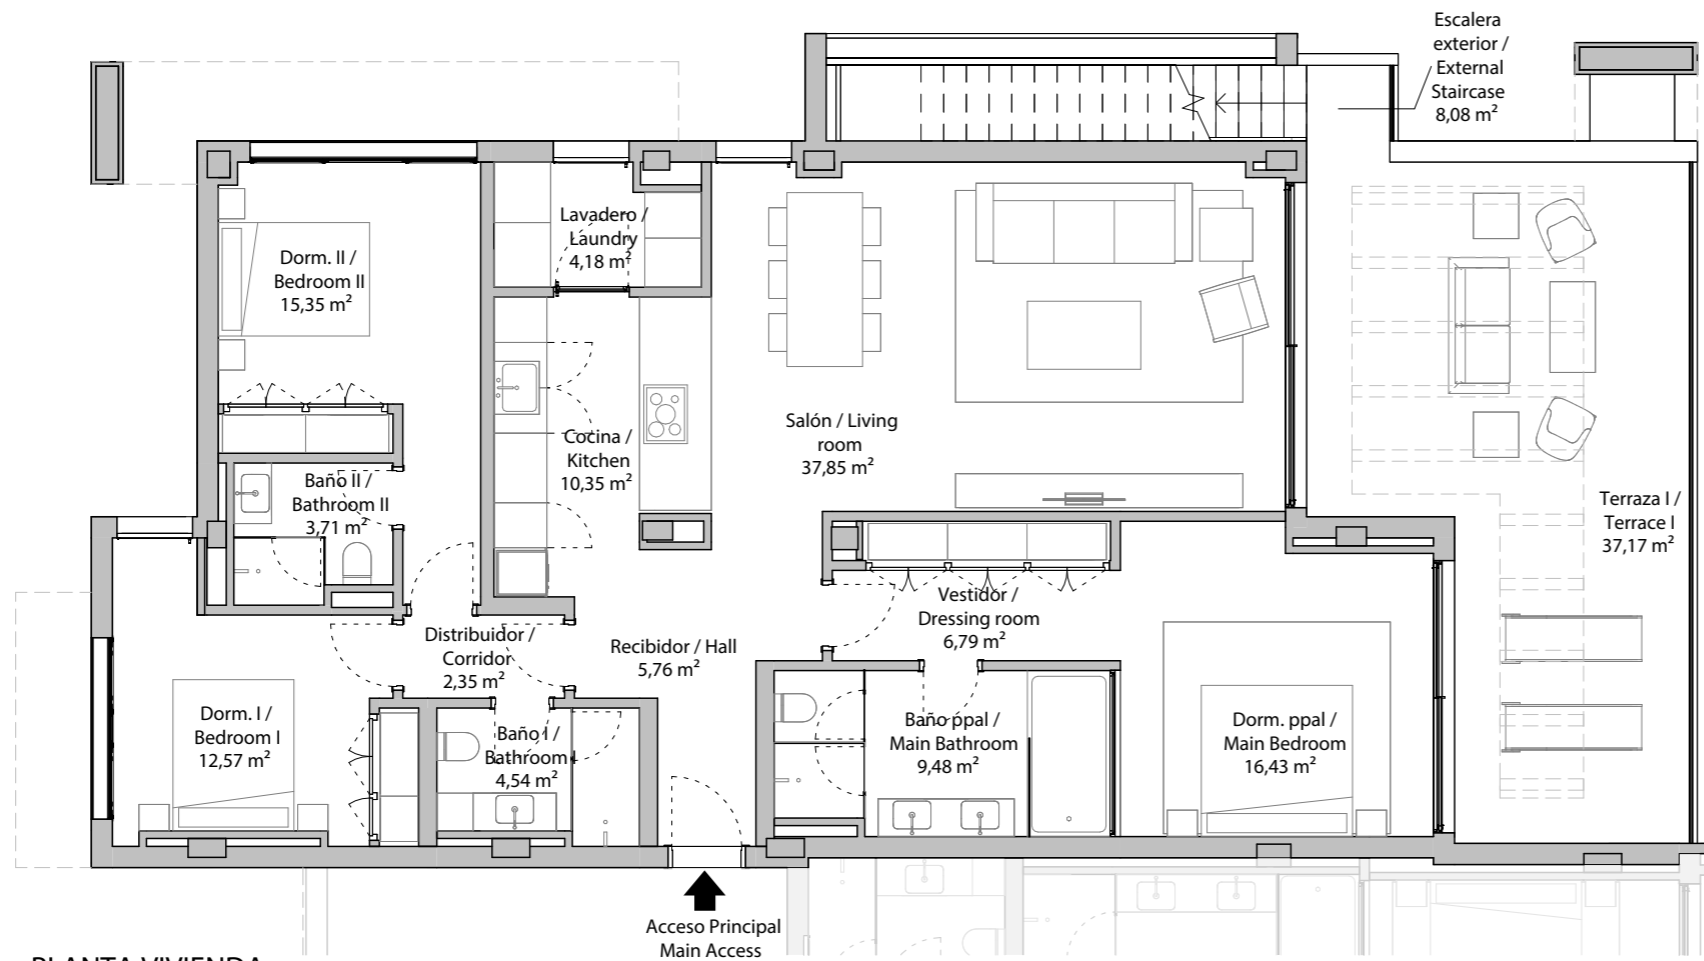 Escalera
exterior /
External
Staircase
8,08 m²
Lavadero /
Laundry
4,18 m²
Dorm. II /
Bedroom II
15,35 m²
Salón / Living
room
37,85 m²
Cocina /
Kitchen
10,35 m²
Baño II /
Bathroom II
3,71 m²
Terraza I /
Terrace I
37,17 m²
Vestidor /
Dressing room
6,79 m²
Distribuidor /
Corridor
2,35 m²
Recibidor / Hall
5,76 m²
Dorm. I /
Bedroom I
12,57 m²
Baño I /
Bathroom I
4,54 m²
Baño ppal /
Main Bathroom
9,48 m²
Dorm. ppal /
Main Bedroom
16,43 m²
Acceso Principal
Main Access
PLANTA VIVIENDA